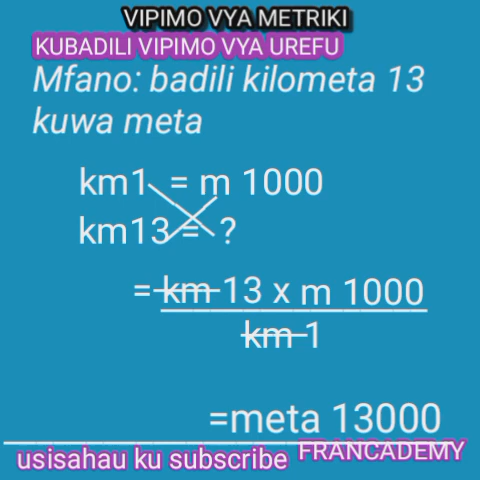 VIPIMO VYA METRIKI
KUBADILI VIPIMO VYA UREFU
Mfano: badili kilometa 13
kuwa meta
km1 = m 1000
km13 = ?
= km 13 x m 1000
km 1
=meta 13000
usisahau ku subscribe FRANCADEMY